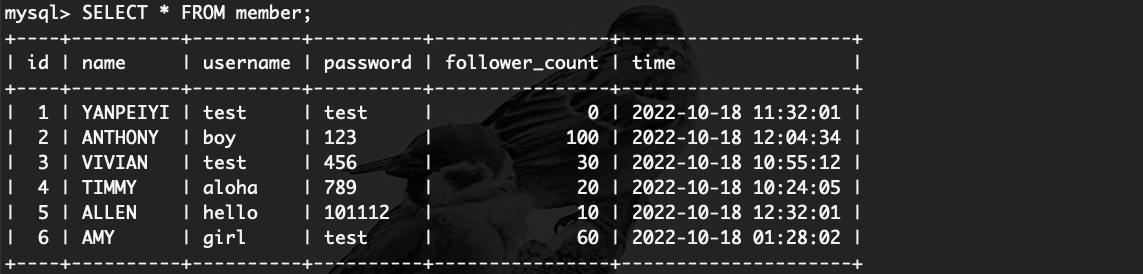 mysql> SELECT * FROM member;
+----+----------+----------+----------+----------------+---------------------+
| id | name     | username | password | follower_count | time                |
+----+----------+----------+----------+----------------+---------------------+
|  1 | YANPEIYI | test     | test     |              0 | 2022-10-18 11:32:01 |
|  2 | ANTHONY  | boy      | 123      |            100 | 2022-10-18 12:04:34 |
|  3 | VIVIAN   | test     | 456      |             30 | 2022-10-18 10:55:12 |
|  4 | TIMMY    | aloha    | 789      |             20 | 2022-10-18 10:24:05 |
|  5 | ALLEN    | hello    | 101112   |             10 | 2022-10-18 12:32:01 |
|  6 | AMY      | girl     | test     |             60 | 2022-10-18 01:28:02 |
+----+----------+----------+----------+----------------+---------------------+